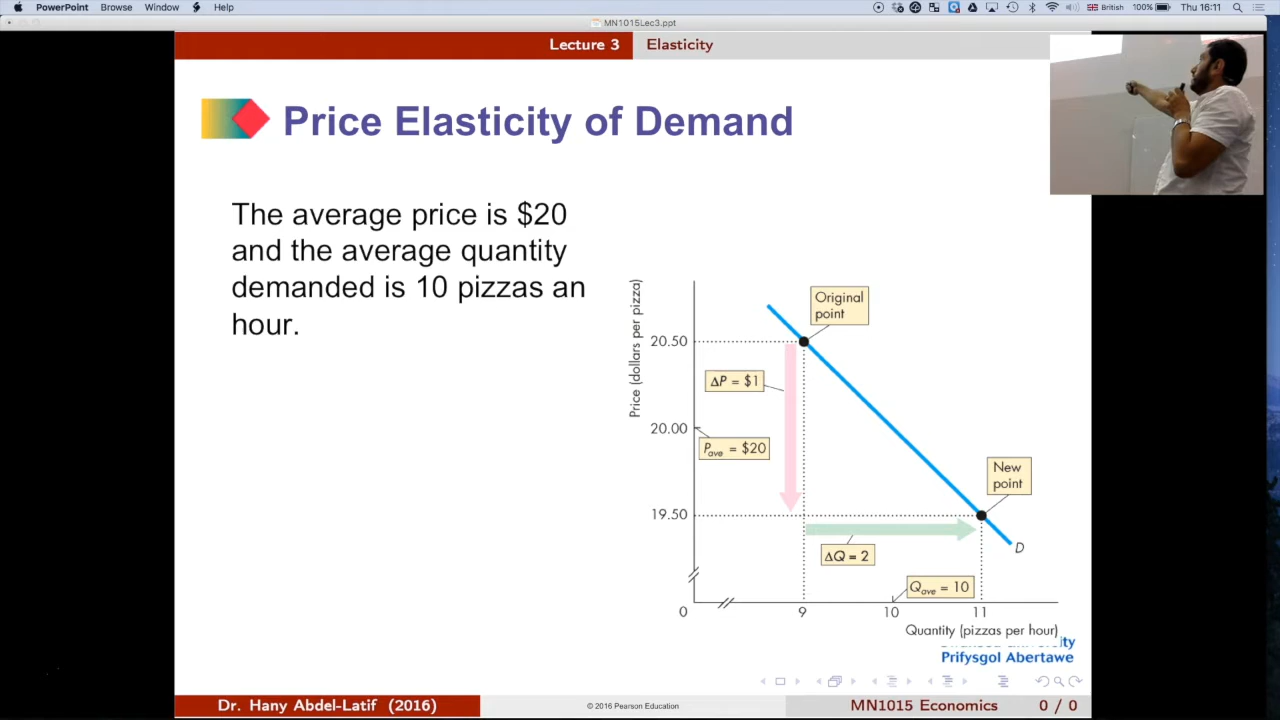 PowerPoint Browse Window Help
British 100% Thu 16:11
MN1015Lec3.ppt
Lecture 3 Elasticity
Price Elasticity of Demand
The average price is $20
and the average quantity
demanded is 10 pizzas an
hour.
Price (dollars per pizza)
Original
point
20.50
ΔP = $1
20.00
Pave = $20
New
point
19.50
D
ΔQ = 2
Qave = 10
0 9 10 11
Quantity (pizzas per hour)
Prifysgol Abertawe
Dr. Hany Abdel-Latif (2016) © 2016 Pearson Education MN1015 Economics 0 / 0